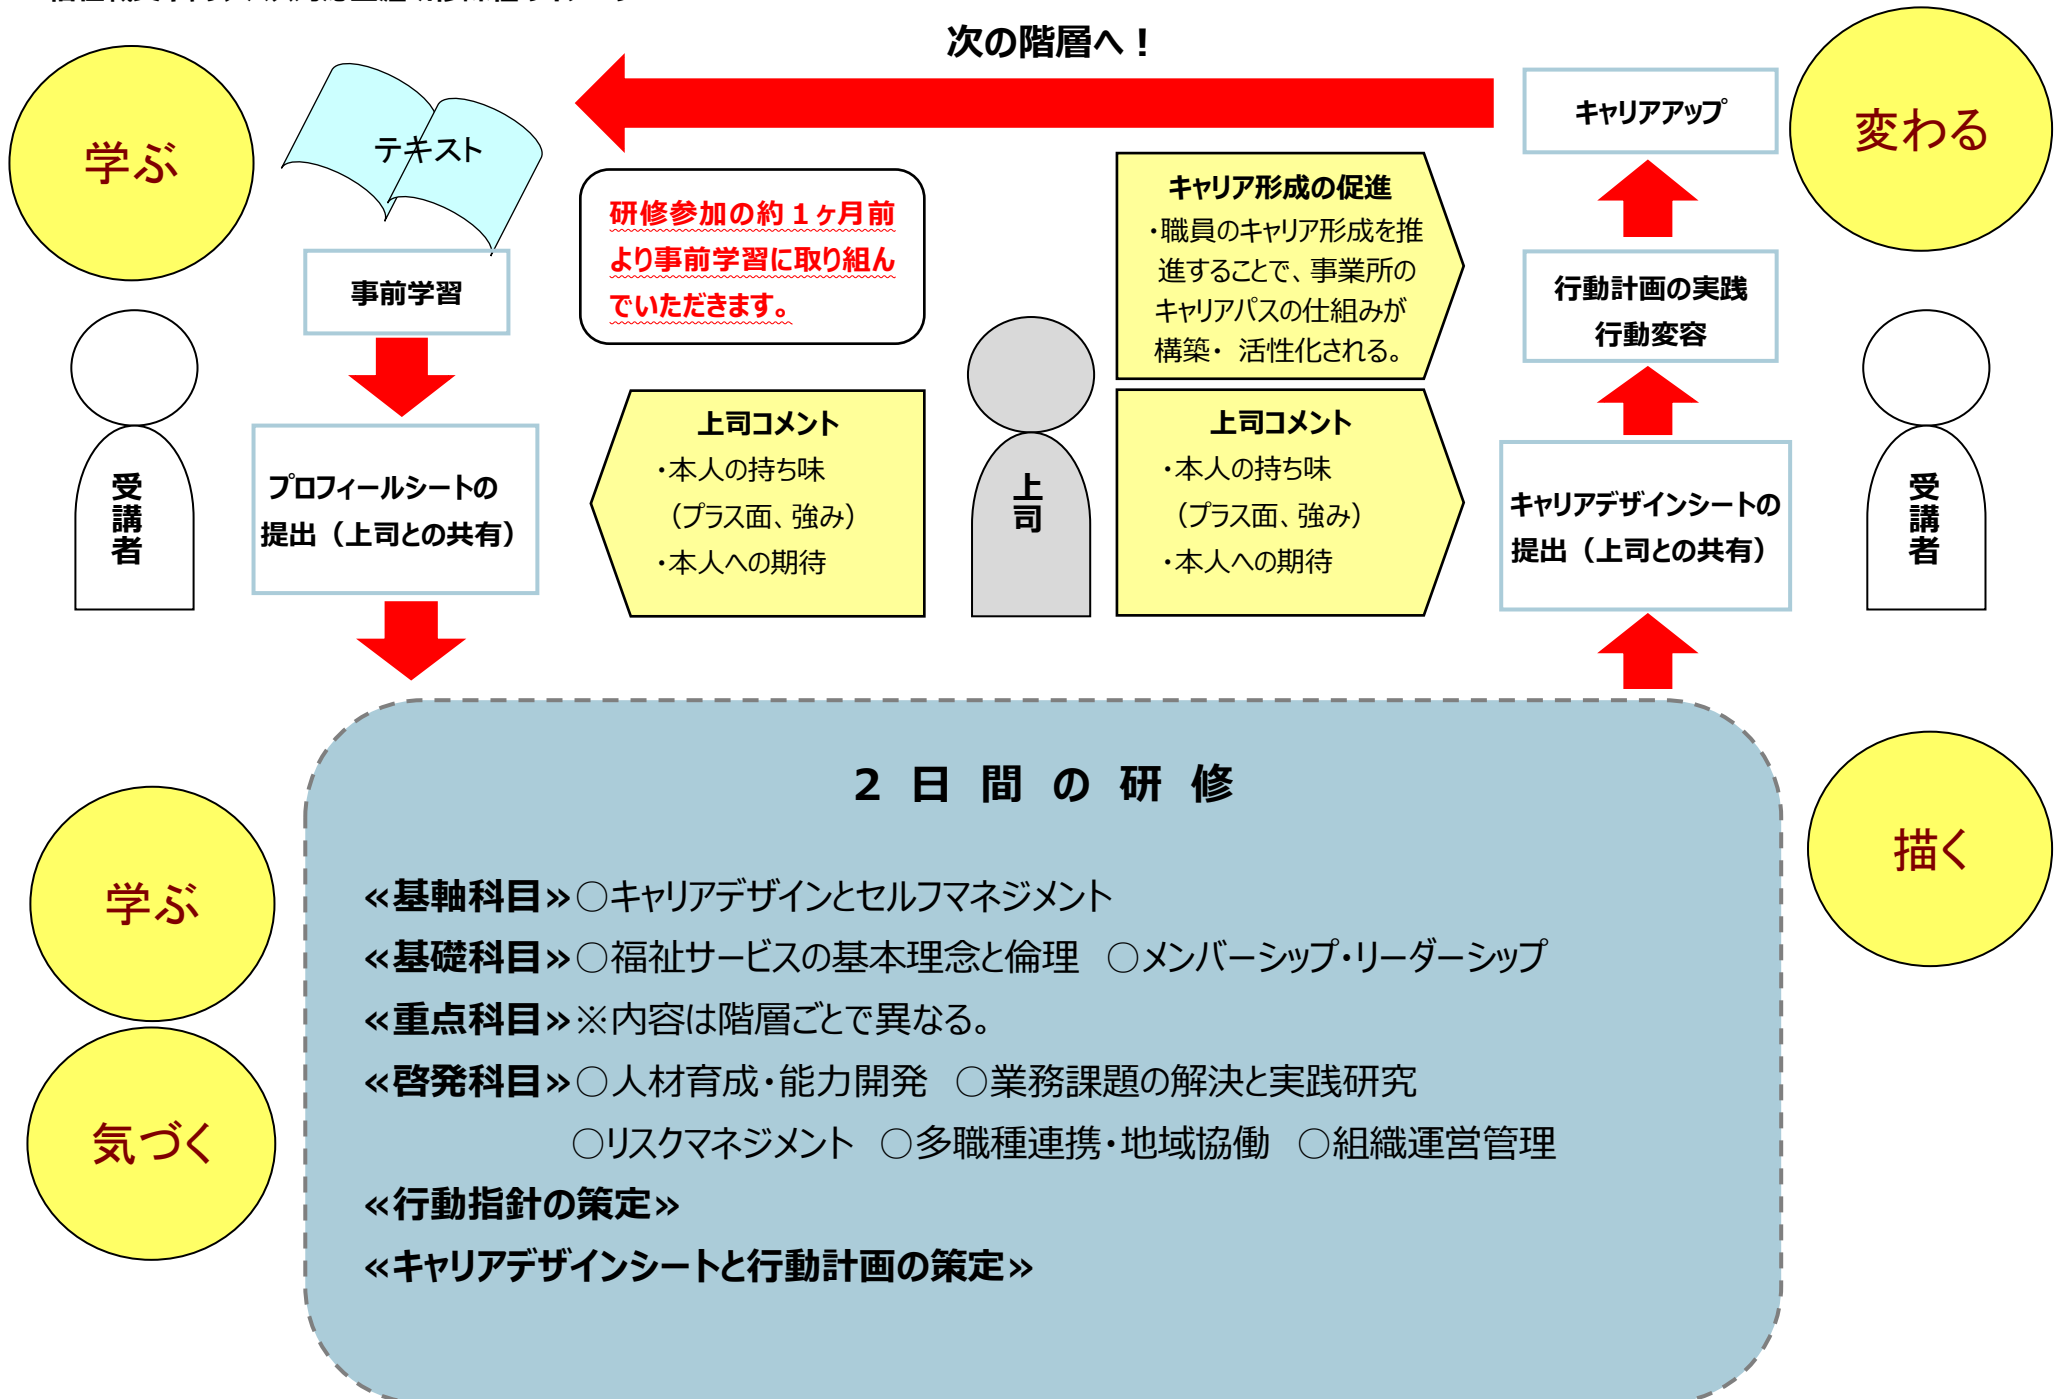 次の階層へ！
学ぶ
テキスト
事前学習
研修参加の約１ヶ月前
より事前学習に取り組ん
でいただきます。
キャリア形成の促進
・職員のキャリア形成を推
進することで、事業所の
キャリアパスの仕組みが
構築・ 活性化される。
キャリアアップ
変わる
行動計画の実践
行動変容
受講者
プロフィールシートの
提出（上司との共有）
上司コメント
・本人の持ち味
（プラス面、強み）
・本人への期待
上司
上司コメント
・本人の持ち味
（プラス面、強み）
・本人への期待
キャリアデザインシートの
提出（上司との共有）
受講者
2 日 間 の 研 修
学ぶ
気づく
描く
«基軸科目»○キャリアデザインとセルフマネジメント
«基礎科目»○福祉サービスの基本理念と倫理　○メンバーシップ・リーダーシップ
«重点科目»※内容は階層ごとで異なる。
«啓発科目»○人材育成・能力開発　○業務課題の解決と実践研究
○リスクマネジメント　○多職種連携・地域協働　○組織運営管理
«行動指針の策定»
«キャリアデザインシートと行動計画の策定»